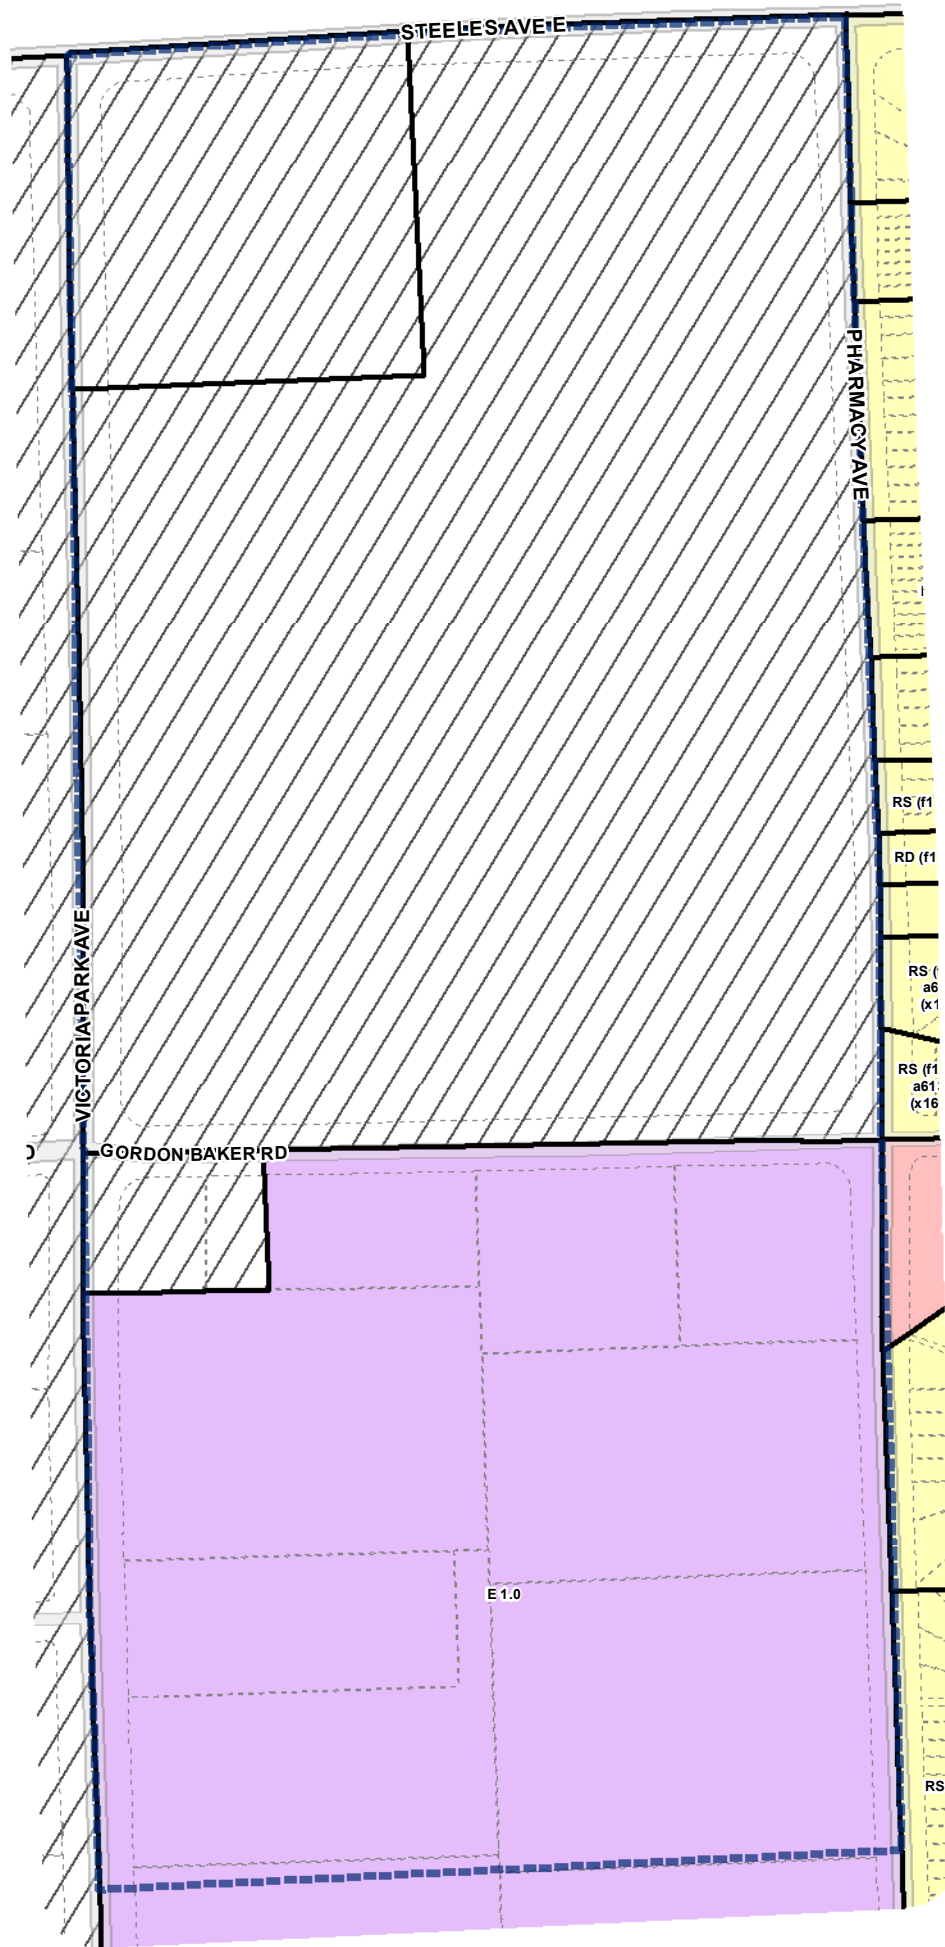 STEELES AVE E
PHARMACY AVE
RS (f1
RD (f1
VICTORIA PARK AVE
RS (
a6
(x1
RS (f1
a61
(x16
GORDON BAKER RD
E 1.0
RS